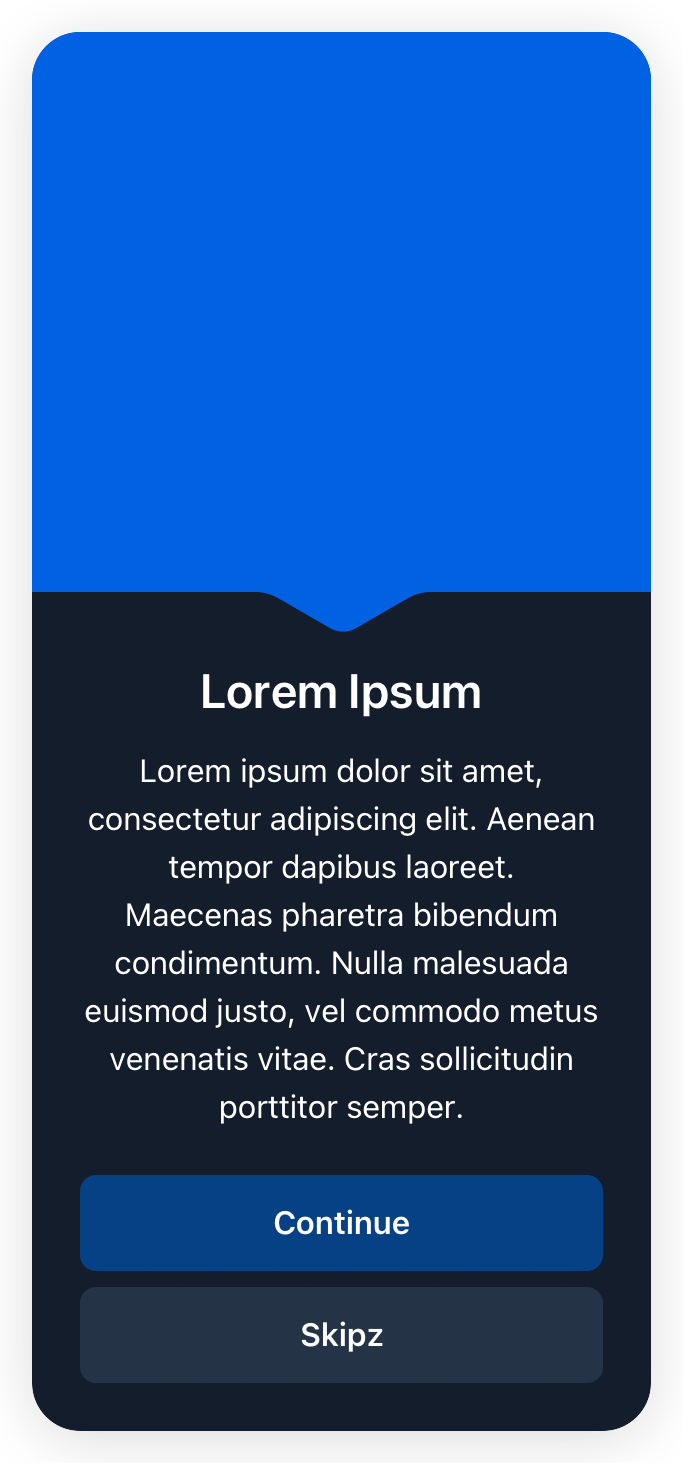 Lorem Ipsum
Lorem ipsum dolor sit amet,
consectetur adipiscing elit. Aenean
tempor dapibus laoreet.
Maecenas pharetra bibendum
condimentum. Nulla malesuada
euismod justo, vel commodo metus
venenatis vitae. Cras sollicitudin
porttitor semper.
Continue
Skipz